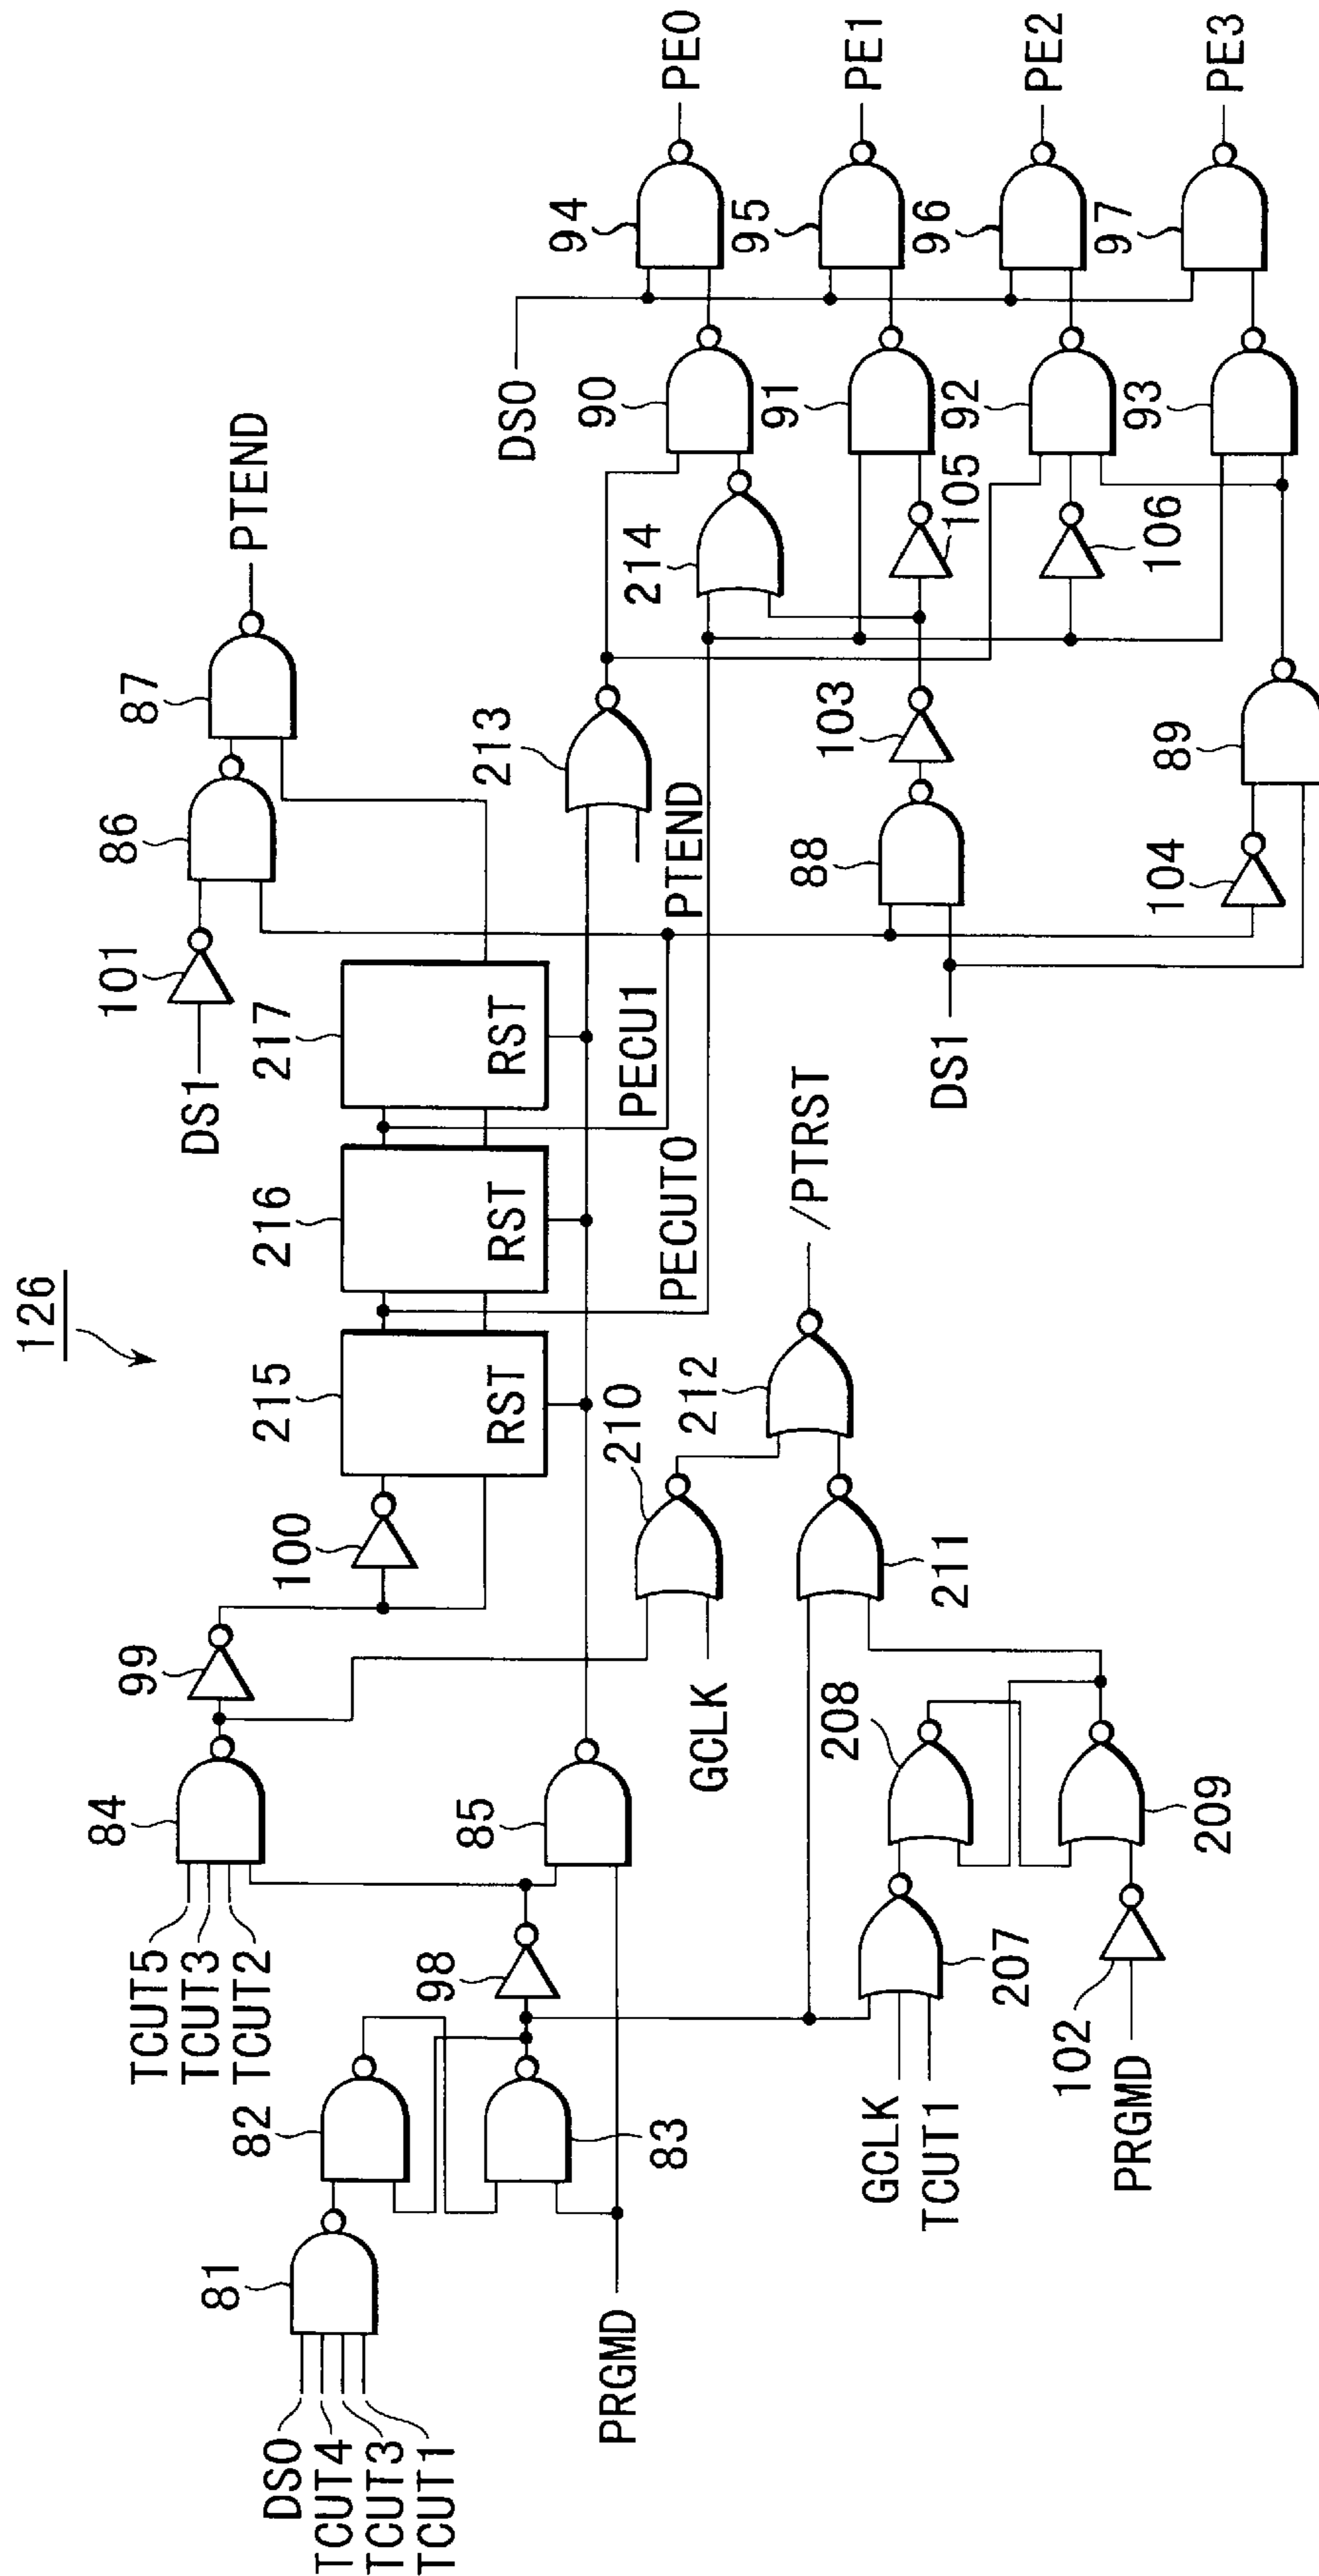 126
DS0
TCUT4
TCUT3
TCUT1
81
82
83
PRGMD
TCUT5
TCUT3
TCUT2
84
85
98
99
100
215
RST
216
RST
217
RST
DS1
101
86
87
PTEND
PECUT0
PECU1
PTEND
213
GCLK
210
212
/PTRST
211
GCLK
TCUT1
207
208
209
102
PRGMD
DS1
88
103
104
89
214
105
106
DS0
90
91
92
93
94
95
96
97
PE0
PE1
PE2
PE3